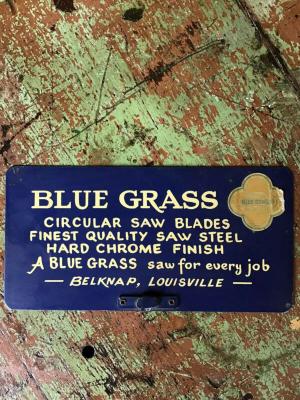 BLUE GRASS
CIRCULAR SAW BLADES
FINEST QUALITY SAW STEEL
HARD CHROME FINISH
A BLUE GRASS saw for every job
— BELKNAP, LOUISVILLE —